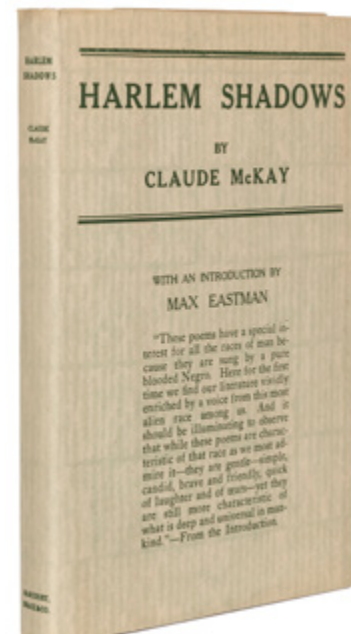 HARLEM
SHADOWS
CLAUDE
McKAY
HARCOURT,
BRACE & CO.
HARLEM SHADOWS
BY
CLAUDE McKAY
WITH AN INTRODUCTION BY
MAX EASTMAN
"These poems have a special in-
terest for all the races of man be-
cause they are sung by a pure
blooded Negro. Here for the first
time we find our literature vividly
enriched by a voice from this most
alien race among us. And it
should be illuminating to observe
that while these poems are charac-
teristic of that race as we most ad-
mire it—they are gentle—simple,
candid, brave and friendly, quick
of laughter and of tears—yet they
are still more characteristic of
what is deep and universal in man-
kind."—From the Introduction.